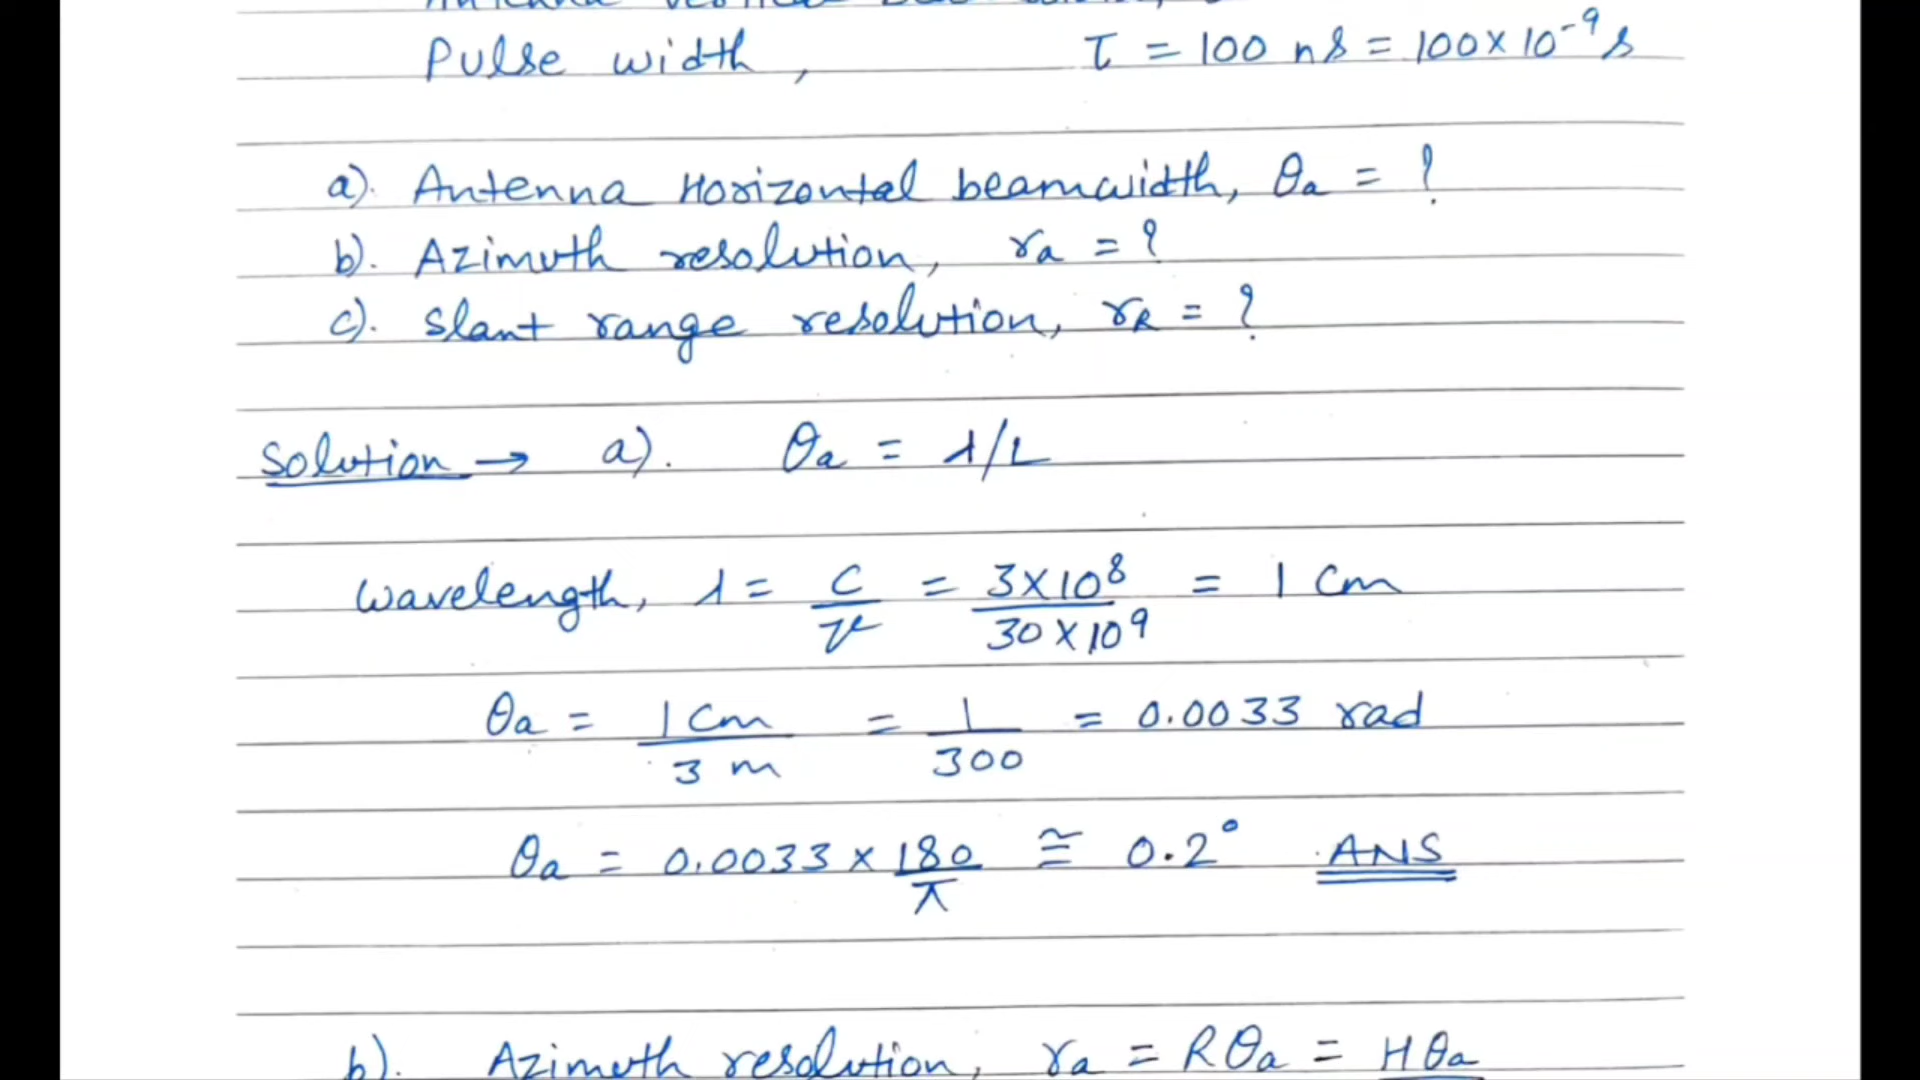 Antenna
Pulse width, τ = 100 ns = 100×10⁻⁹ s
a). Antenna Horizontal beamwidth, θa = ?
b). Azimuth resolution, ra = ?
c). Slant range resolution, rR = ?
Solution → a). θa = λ/L
Wavelength, λ = c/ν = 3×10⁸/30×10⁹ = 1 cm
θa = 1 cm/3 m = 1/300 = 0.0033 rad
θa = 0.0033 × 180/π ≅ 0.2° ANS
b). Azimuth resolution, ra = Rθa = Hθa